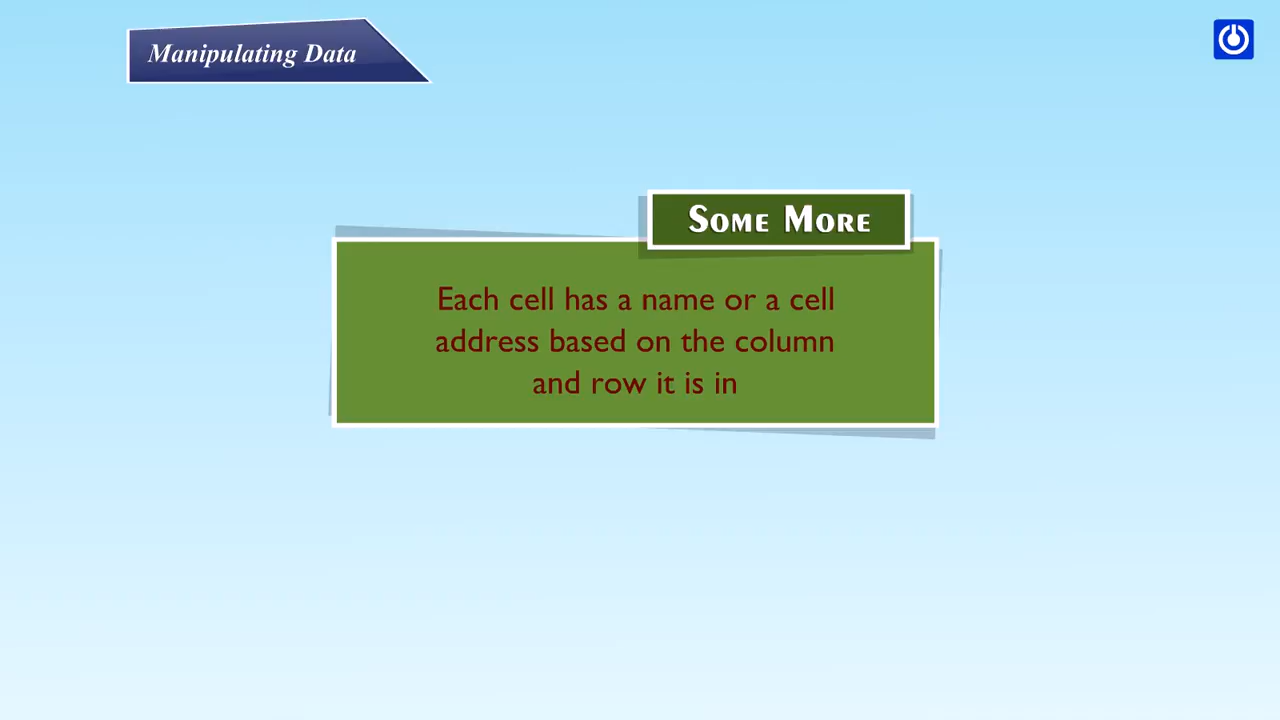 Manipulating Data
Some More
Each cell has a name or a cell
address based on the column
and row it is in